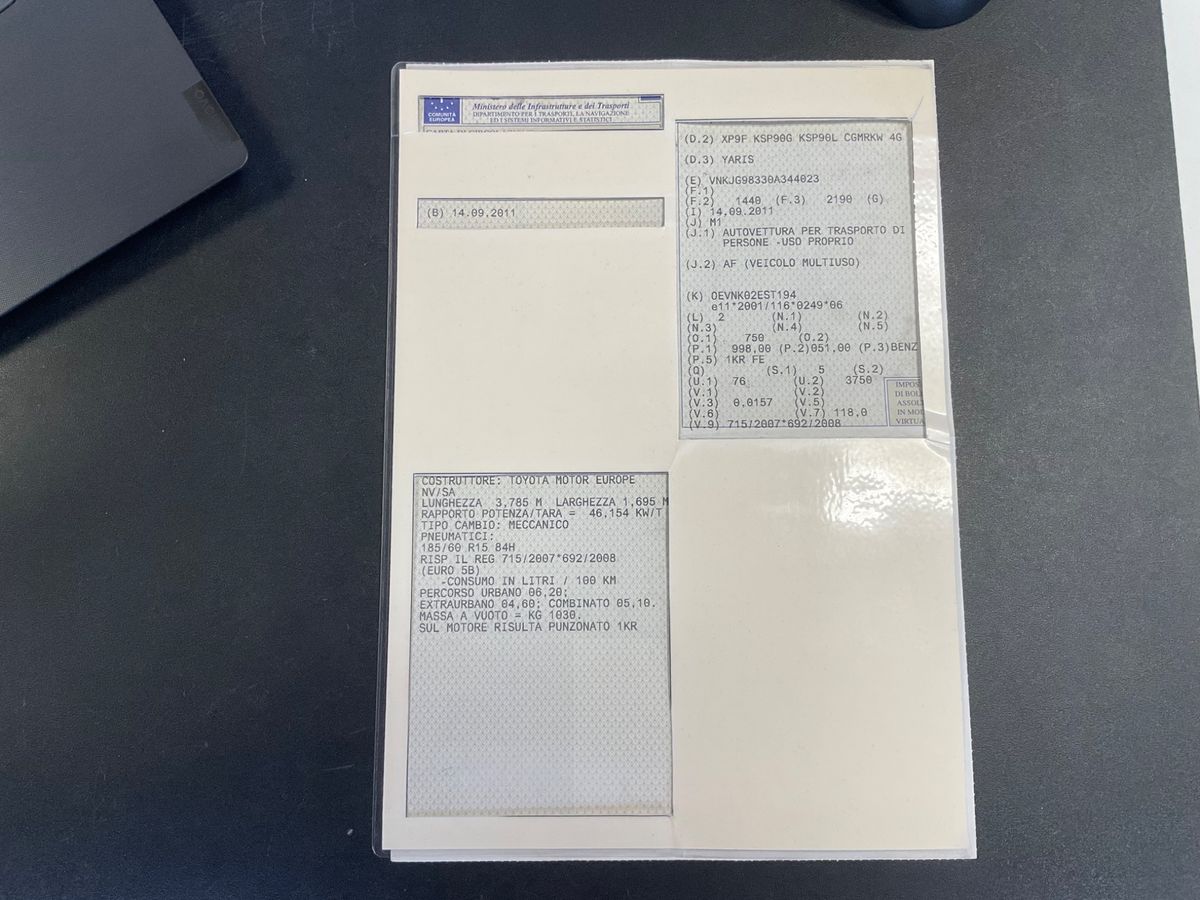 COMUNITÀ
EUROPEA
Ministero delle Infrastrutture e dei Trasporti
DIPARTIMENTO PER I TRASPORTI, LA NAVIGAZIONE
ED I SISTEMI INFORMATIVI E STATISTICI
(B) 14.09.2011
(D.2) XP9F KSP90G KSP90L CGMRKW 4G
(D.3) YARIS
(E) VNKJG98330A344023
(F.1)
(F.2) 1440 (F.3) 2190 (G)
(I) 14.09.2011
(J) M1
(J.1) AUTOVETTURA PER TRASPORTO DI
PERSONE -USO PROPRIO
(J.2) AF (VEICOLO MULTIUSO)
(K) OEVNK02EST194
e11*2001/116*0249*06
(L) 2 (N.1) (N.2)
(N.3) (N.4) (N.5)
(O.1) 750 (O.2)
(P.1) 998,00 (P.2)051,00 (P.3)BENZ
(P.5) 1KR FE
(Q) (S.1) 5 (S.2)
(U.1) 76 (U.2) 3750
(V.1) (V.2)
(V.3) 0.0157 (V.5)
(V.6) (V.7) 118,0
(V.9) 715/2007*692/2008
IMPOS
DI BOL
ASSOL
IN MOD
VIRTUA
COSTRUTTORE: TOYOTA MOTOR EUROPE
NV/SA
LUNGHEZZA 3,785 M LARGHEZZA 1,695 M
RAPPORTO POTENZA/TARA = 46,154 KW/T
TIPO CAMBIO: MECCANICO
PNEUMATICI:
185/60 R15 84H
RISP IL REG 715/2007*692/2008
(EURO 5B)
-CONSUMO IN LITRI / 100 KM
PERCORSO URBANO 06,20;
EXTRAURBANO 04,60; COMBINATO 05,10.
MASSA A VUOTO = KG 1030.
SUL MOTORE RISULTA PUNZONATO 1KR